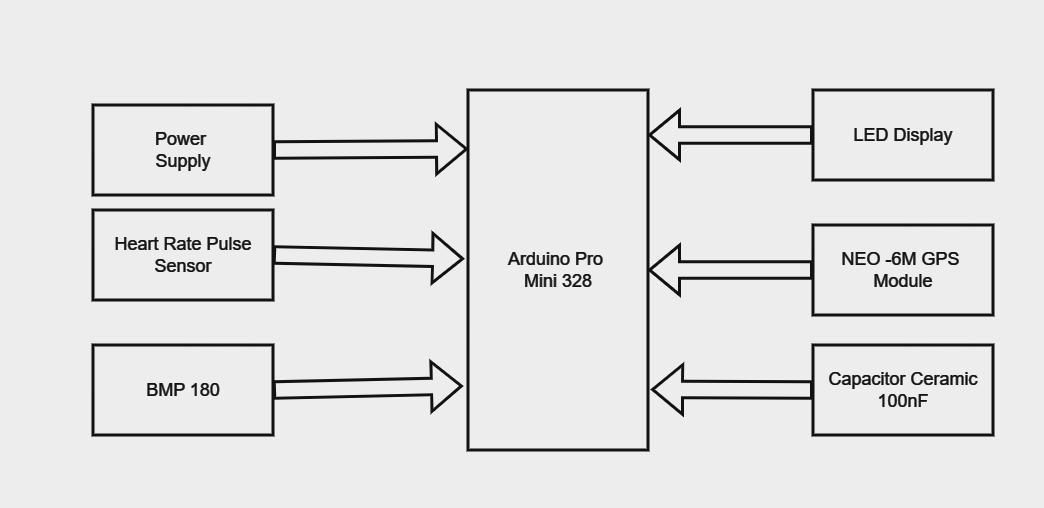 Power
Supply
Heart Rate Pulse
Sensor
BMP 180
Arduino Pro
Mini 328
LED Display
NEO -6M GPS
Module
Capacitor Ceramic
100nF